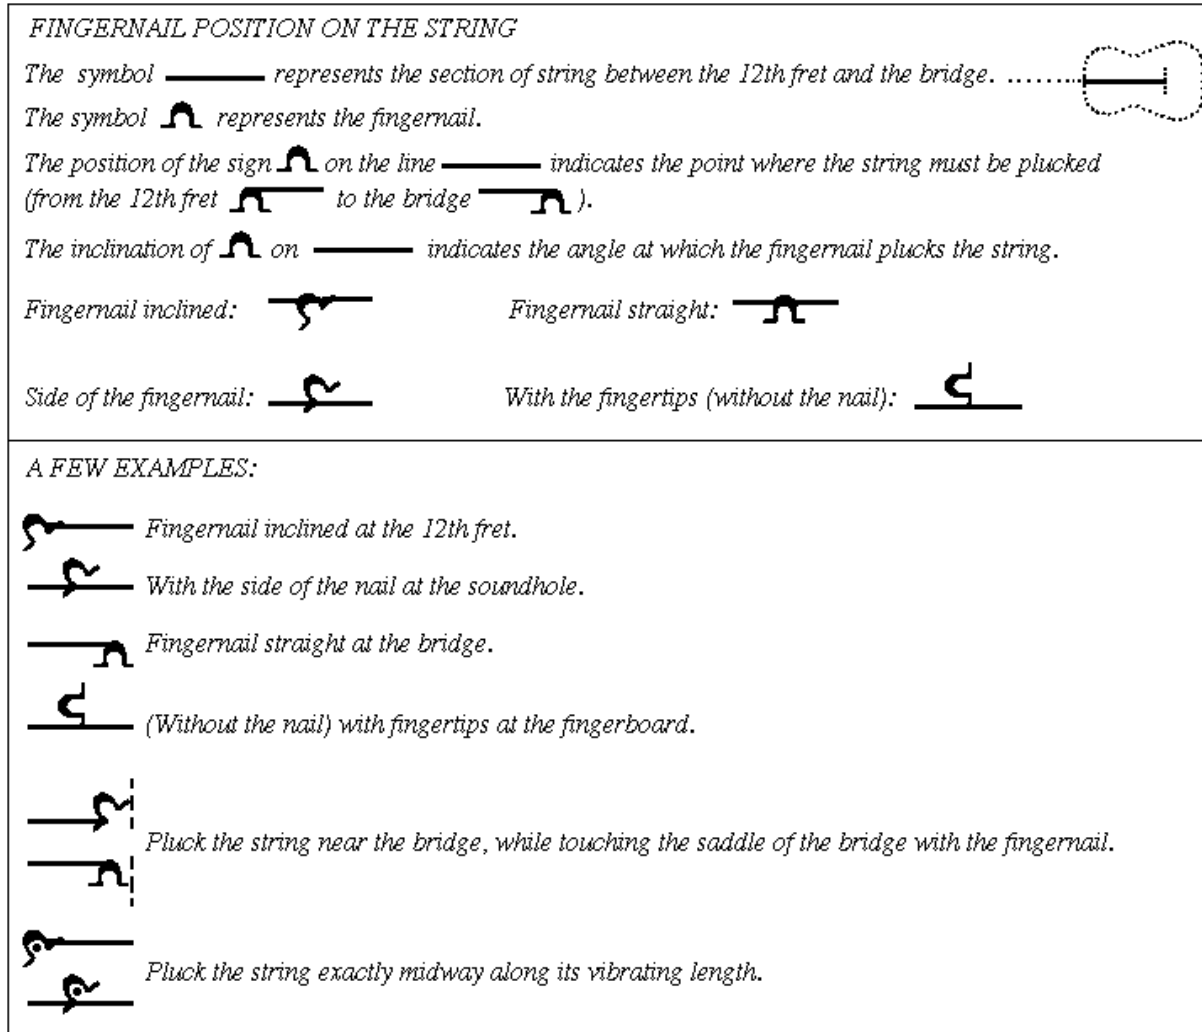 FINGERNAIL POSITION ON THE STRING
The symbol represents the section of string between the 12th fret and the bridge. ........
The symbol represents the fingernail.
The position of the sign on the line indicates the point where the string must be plucked
(from the 12th fret to the bridge ).
The inclination of on indicates the angle at which the fingernail plucks the string.
Fingernail inclined: Fingernail straight:
Side of the fingernail: With the fingertips (without the nail):
A FEW EXAMPLES:
Fingernail inclined at the 12th fret.
With the side of the nail at the soundhole.
Fingernail straight at the bridge.
(Without the nail) with fingertips at the fingerboard.
Pluck the string near the bridge, while touching the saddle of the bridge with the fingernail.
Pluck the string exactly midway along its vibrating length.